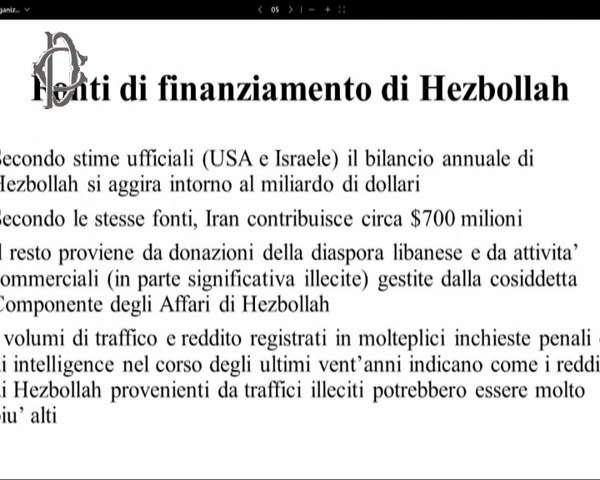 ganiz...
05
Fonti di finanziamento di Hezbollah
Secondo stime ufficiali (USA e Israele) il bilancio annuale di
Hezbollah si aggira intorno al miliardo di dollari
Secondo le stesse fonti, Iran contribuisce circa $700 milioni
l resto proviene da donazioni della diaspora libanese e da attivita'
commerciali (in parte significativa illecite) gestite dalla cosiddetta
Componente degli Affari di Hezbollah
volumi di traffico e reddito registrati in molteplici inchieste penali
di intelligence nel corso degli ultimi vent'anni indicano come i reddi
di Hezbollah provenienti da traffici illeciti potrebbero essere molto
piu' alti